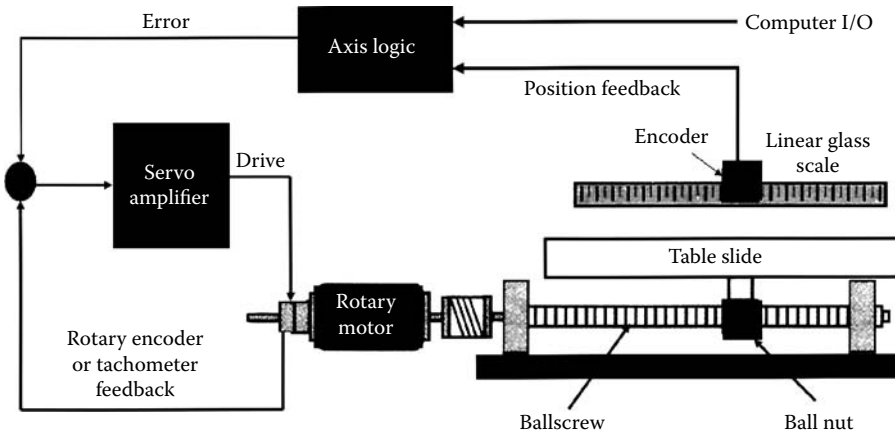 Error
Axis logic
Computer I/O
Position feedback
Encoder
Linear glass
scale
Servo
amplifier
Drive
Table slide
Rotary
motor
Rotary encoder
or tachometer
feedback
Ballscrew
Ball nut